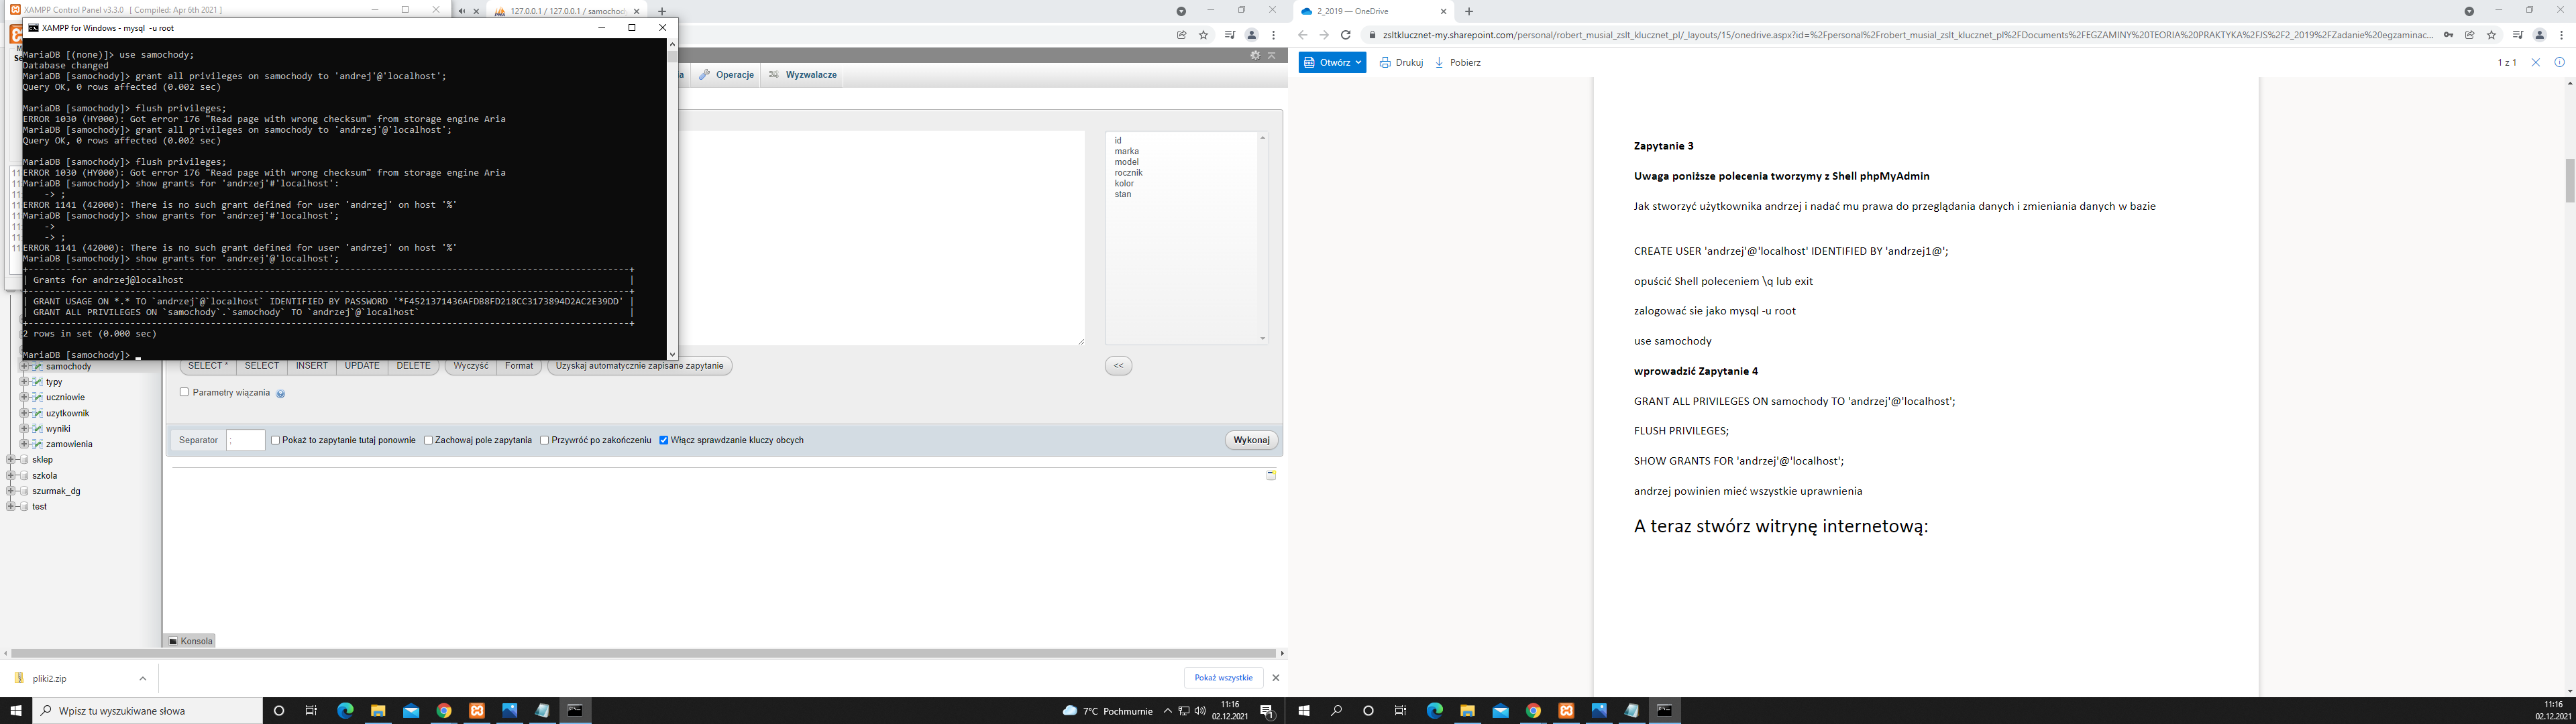 XAMPP Control Panel v3.3.0 [ Compiled: Apr 6th 2021 ]
127.0.0.1 / 127.0.0.1 / samochod
XAMPP for Windows - mysql -u root
MariaDB [(none)]> use samochody;
Database changed
MariaDB [samochody]> grant all privileges on samochody to 'andrej'@'localhost';
Query OK, 0 rows affected (0.002 sec)
MariaDB [samochody]> flush privileges;
ERROR 1030 (HY000): Got error 176 "Read page with wrong checksum" from storage engine Aria
MariaDB [samochody]> grant all privileges on samochody to 'andrzej'@'localhost';
Query OK, 0 rows affected (0.002 sec)
MariaDB [samochody]> flush privileges;
ERROR 1030 (HY000): Got error 176 "Read page with wrong checksum" from storage engine Aria
MariaDB [samochody]> show grants for 'andrzej'#'localhost':
-> ;
ERROR 1141 (42000): There is no such grant defined for user 'andrzej' on host '%'
MariaDB [samochody]> show grants for 'andrzej'#'localhost';
->
-> ;
ERROR 1141 (42000): There is no such grant defined for user 'andrzej' on host '%'
MariaDB [samochody]> show grants for 'andrzej'@'localhost';
| Grants for andrzej@localhost |
| GRANT USAGE ON *.* TO `andrzej`@`localhost` IDENTIFIED BY PASSWORD '*F4521371436AFDB8FD218CC3173894D2AC2E39DD' |
| GRANT ALL PRIVILEGES ON `samochody`.`samochody` TO `andrzej`@`localhost` |
2 rows in set (0.000 sec)
MariaDB [samochody]>
Operacje
Wyzwalacze
id
marka
model
rocznik
kolor
stan
SELECT * SELECT INSERT UPDATE DELETE Wyczyść Format Uzyskaj automatycznie zapisane zapytanie <<
Parametry wiązania
Separator ; Pokaż to zapytanie tutaj ponownie Zachowaj pole zapytania Przywróć po zakończeniu Włącz sprawdzanie kluczy obcych Wykonaj
samochody
typy
uczniowie
uzytkownik
wyniki
zamowienia
sklep
szkola
szurmak_dg
test
Konsola
pliki2.zip
Pokaż wszystkie
Wpisz tu wyszukiwane słowa
7°C Pochmurnie
11:16
02.12.2021
2_2019 — OneDrive
zsltklucznet-my.sharepoint.com/personal/robert_musial_zslt_klucznet_pl/_layouts/15/onedrive.aspx?id=%2Fpersonal%2Frobert_musial_zslt_klucznet_pl%2FDocuments%2FEGZAMINY%20TEORIA%20PRAKTYKA%2FJS%2F2_2019%2FZadanie%20egzaminac...
Otwórz
Drukuj
Pobierz
1 z 1
Zapytanie 3
Uwaga poniższe polecenia tworzymy z Shell phpMyAdmin
Jak stworzyć użytkownika andrzej i nadać mu prawa do przeglądania danych i zmieniania danych w bazie
CREATE USER 'andrzej'@'localhost' IDENTIFIED BY 'andrzej1@';
opuścić Shell poleceniem \q lub exit
zalogować sie jako mysql -u root
use samochody
wprowadzić Zapytanie 4
GRANT ALL PRIVILEGES ON samochody TO 'andrzej'@'localhost';
FLUSH PRIVILEGES;
SHOW GRANTS FOR 'andrzej'@'localhost';
andrzej powinien mieć wszystkie uprawnienia
A teraz stwórz witrynę internetową:
11:16
02.12.2021